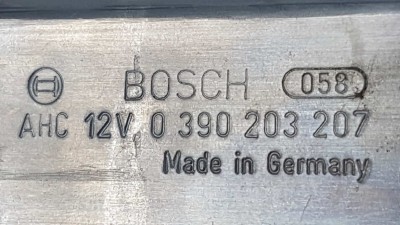 BOSCH 058
AHC 12V 0 390 203 207
Made in Germany